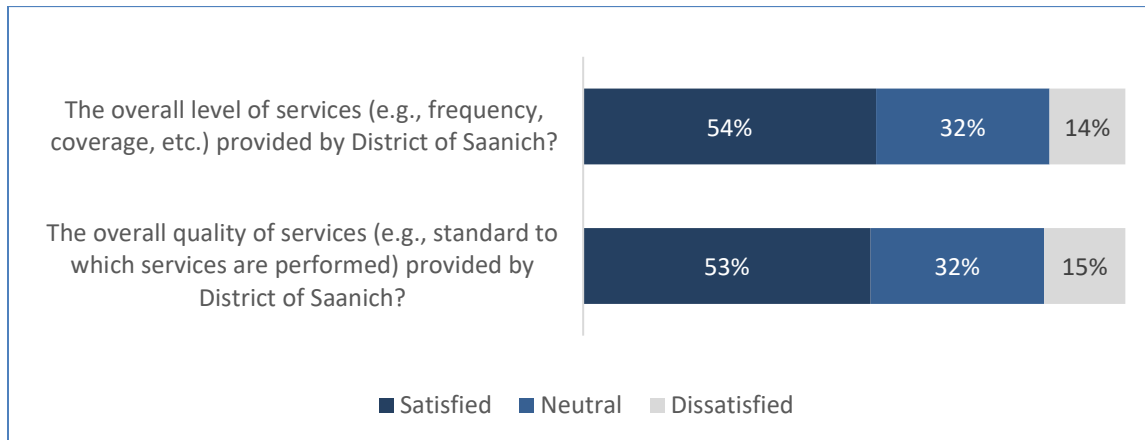 The overall level of services (e.g., frequency,
coverage, etc.) provided by District of Saanich?
54% 32% 14%
The overall quality of services (e.g., standard to
which services are performed) provided by
District of Saanich?
53% 32% 15%
Satisfied Neutral Dissatisfied